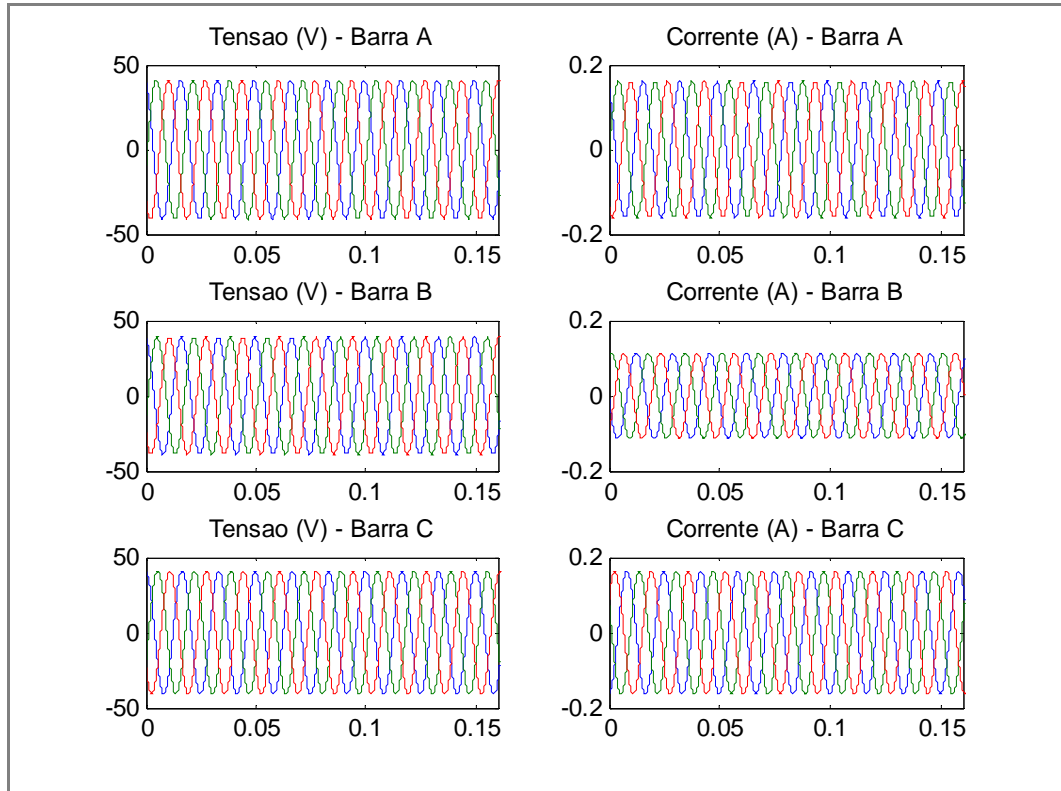 Tensao (V) - Barra A
50
0
-50
0 0.05 0.1 0.15
Corrente (A) - Barra A
0.2
0
-0.2
0 0.05 0.1 0.15
Tensao (V) - Barra B
50
0
-50
0 0.05 0.1 0.15
Corrente (A) - Barra B
0.2
0
-0.2
0 0.05 0.1 0.15
Tensao (V) - Barra C
50
0
-50
0 0.05 0.1 0.15
Corrente (A) - Barra C
0.2
0
-0.2
0 0.05 0.1 0.15